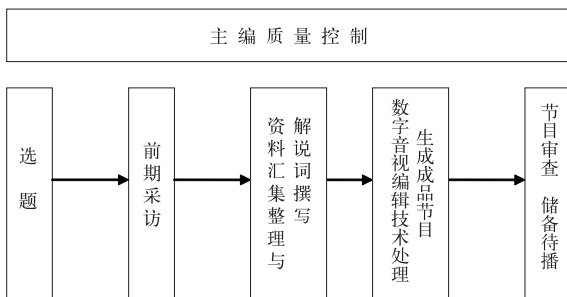 主编质量控制
选题
前期采访
资料汇集整理与
解说词撰写
数字音视编辑技术处理
生成成品节目
节目审查
储备待播